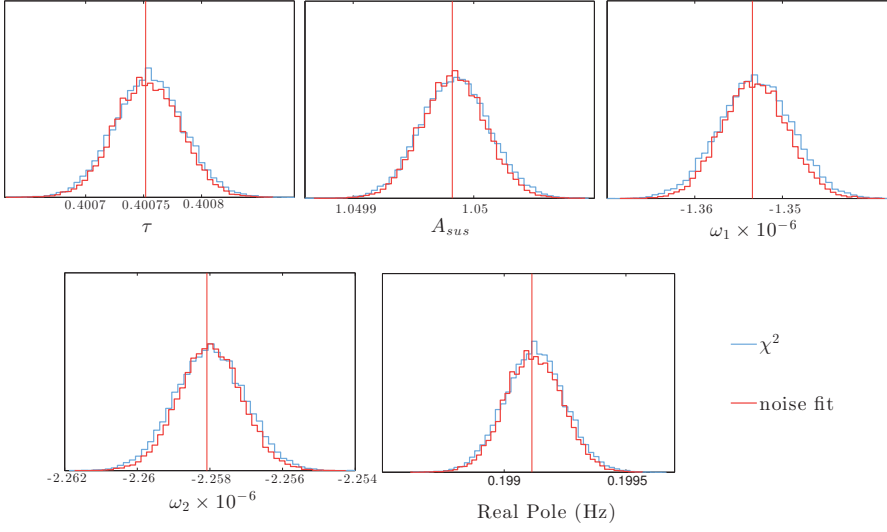 0.4007 0.40075 0.4008
τ
1.0499 1.05
A_{sus}
-1.36 -1.35
ω₁ × 10⁻⁶
-2.262 -2.26 -2.258 -2.256 -2.254
ω₂ × 10⁻⁶
0.199 0.1995
Real Pole (Hz)
χ²
noise fit